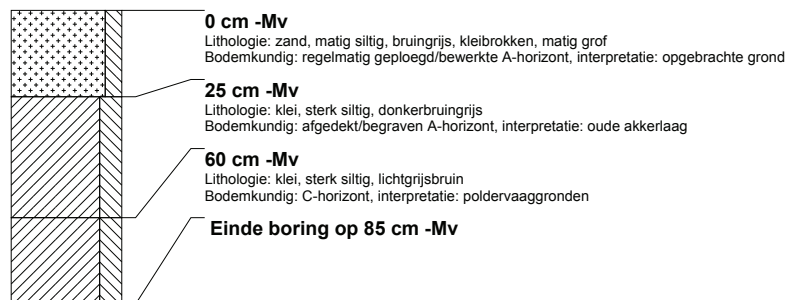 0 cm -Mv
Lithologie: zand, matig siltig, bruingrijs, kleibrokken, matig grof
Bodemkundig: regelmatig geploegd/bewerkte A-horizont, interpretatie: opgebrachte grond
25 cm -Mv
Lithologie: klei, sterk siltig, donkerbruingrijs
Bodemkundig: afgedekt/begraven A-horizont, interpretatie: oude akkerlaag
60 cm -Mv
Lithologie: klei, sterk siltig, lichtgrijsbruin
Bodemkundig: C-horizont, interpretatie: poldervaaggronden
Einde boring op 85 cm -Mv